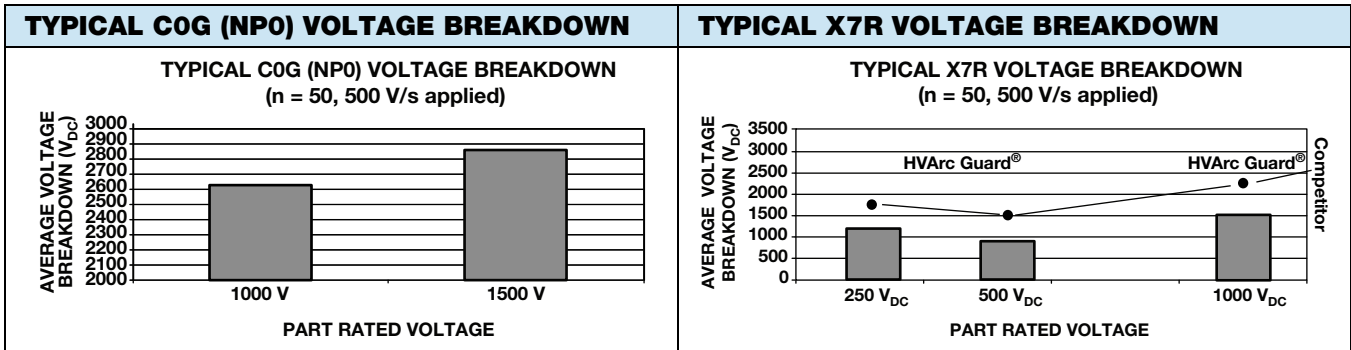 TYPICAL C0G (NP0) VOLTAGE BREAKDOWN
TYPICAL C0G (NP0) VOLTAGE BREAKDOWN
(n = 50, 500 V/s applied)
AVERAGE VOLTAGE
BREAKDOWN (VDC)
3000
2900
2800
2700
2600
2500
2400
2300
2200
2100
2000
1000 V
1500 V
PART RATED VOLTAGE
TYPICAL X7R VOLTAGE BREAKDOWN
TYPICAL X7R VOLTAGE BREAKDOWN
(n = 50, 500 V/s applied)
AVERAGE VOLTAGE
BREAKDOWN (VDC)
3500
3000
2500
2000
1500
1000
500
0
HVArc Guard®
HVArc Guard®
Competitor
250 VDC
500 VDC
1000 VDC
PART RATED VOLTAGE